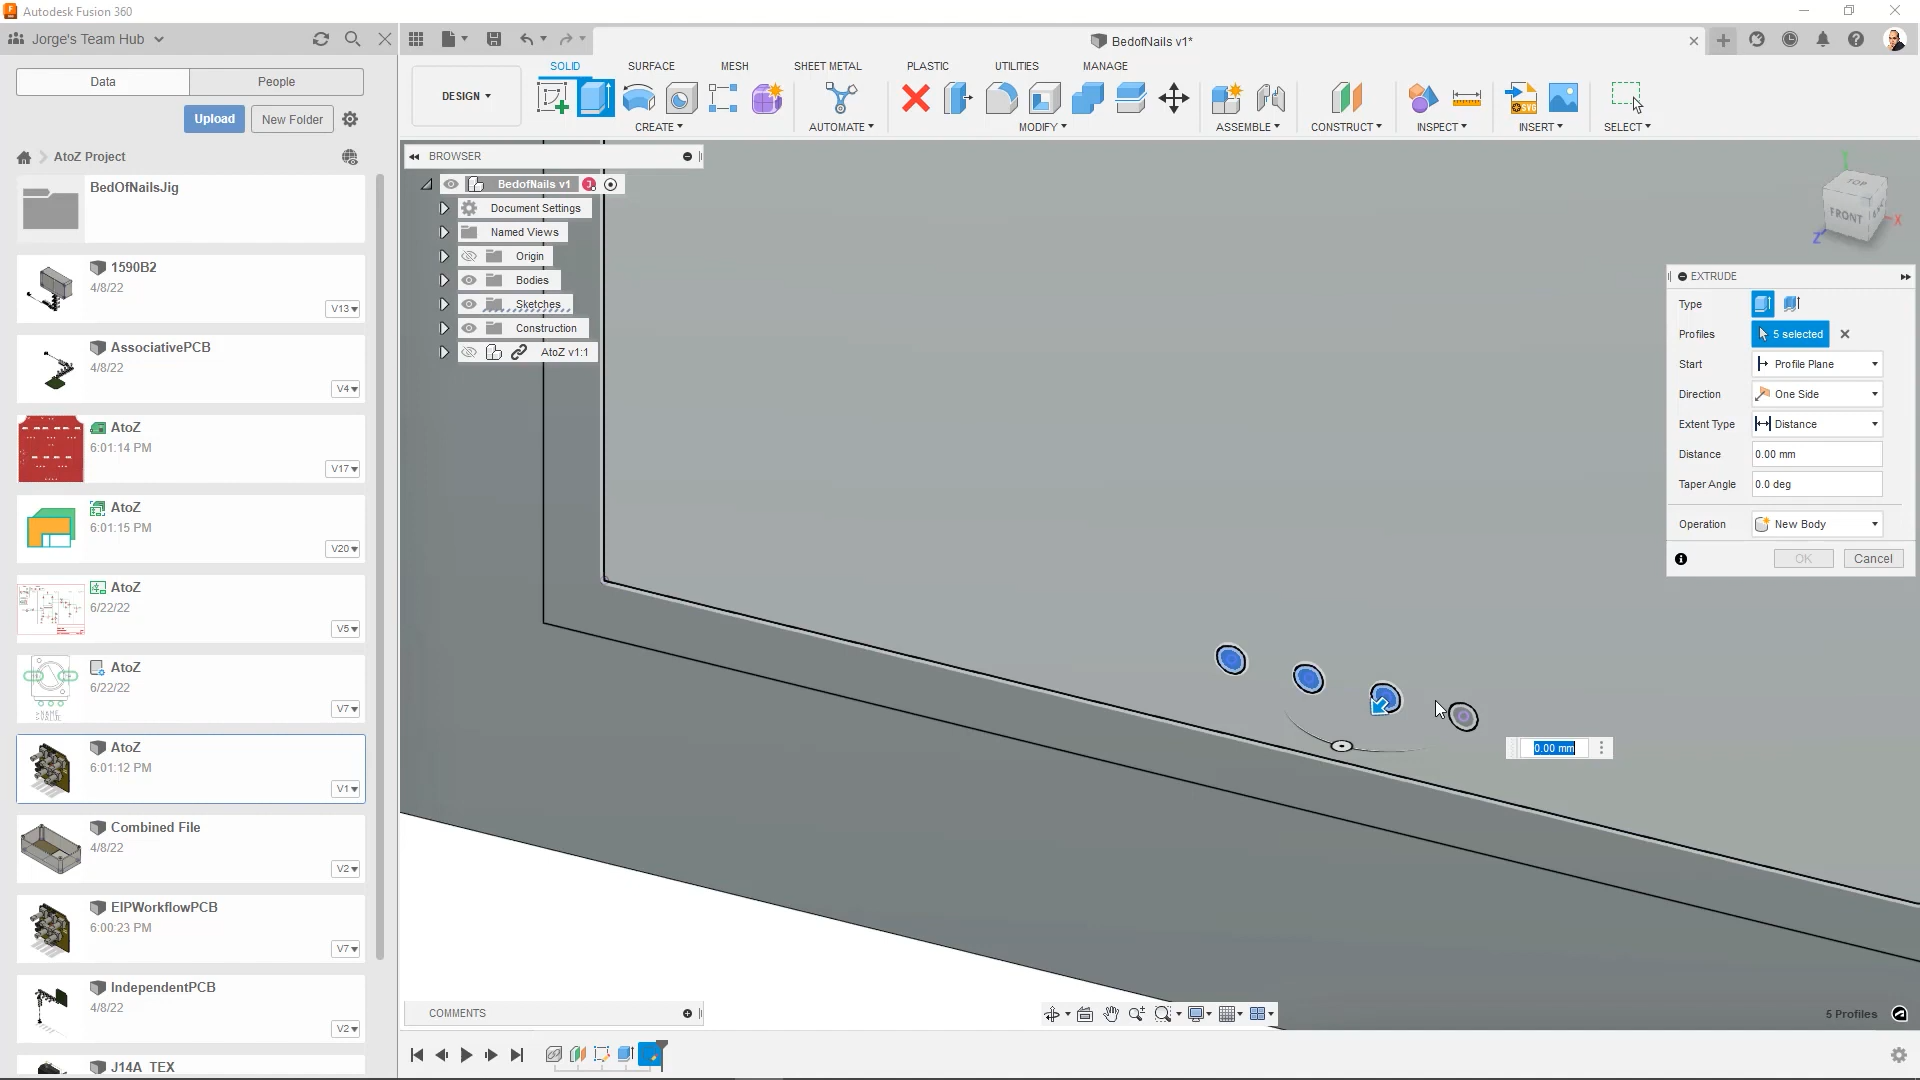 Autodesk Fusion 360
Jorge's Team Hub
BedofNails v1*
Data
People
SOLID
SURFACE
MESH
SHEET METAL
PLASTIC
UTILITIES
MANAGE
DESIGN
Upload
New Folder
CREATE
AUTOMATE
MODIFY
ASSEMBLE
CONSTRUCT
INSPECT
INSERT
SELECT
AtoZ Project
BROWSER
BedOfNailsJig
BedofNails v1
Document Settings
Named Views
Origin
Bodies
Sketches
Construction
AtoZ v1:1
1590B2
4/8/22
V13
AssociativePCB
4/8/22
V4
AtoZ
6:01:14 PM
V17
AtoZ
6:01:15 PM
V20
AtoZ
6/22/22
V5
AtoZ
6/22/22
V7
AtoZ
6:01:12 PM
V1
Combined File
4/8/22
V2
EIPWorkflowPCB
6:00:23 PM
V7
IndependentPCB
4/8/22
V2
J14A_TEX
TOP
FRONT
X
Z
EXTRUDE
Type
Profiles
5 selected
Start
Profile Plane
Direction
One Side
Extent Type
Distance
Distance
0.00 mm
Taper Angle
0.0 deg
Operation
New Body
OK
Cancel
0.00 mm
COMMENTS
5 Profiles